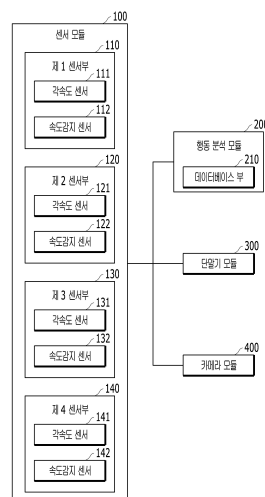 100
센서 모듈
110
제 1 센서부
111
각속도 센서
112
속도감지 센서
120
제 2 센서부
121
각속도 센서
122
속도감지 센서
130
제 3 센서부
131
각속도 센서
132
속도감지 센서
140
제 4 센서부
141
각속도 센서
142
속도감지 센서
200
행동 분석 모듈
210
데이터베이스 부
300
단말기 모듈
400
카메라 모듈